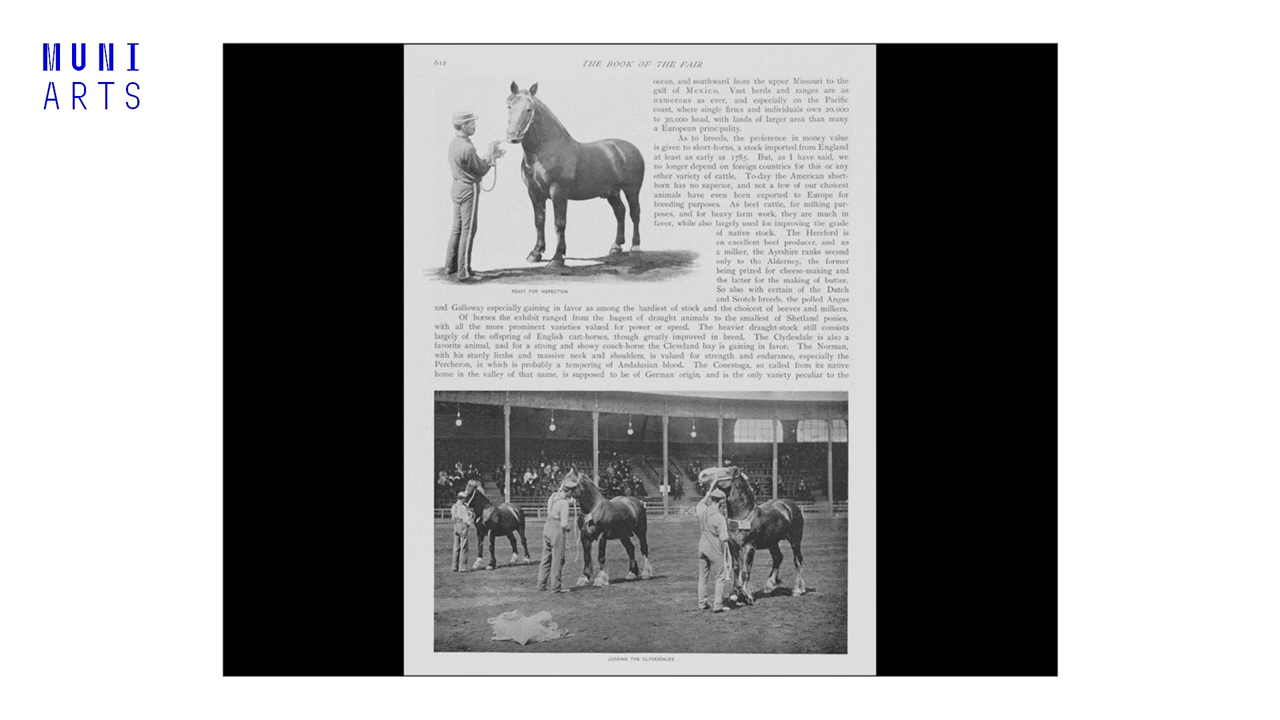 MUNI
ARTS
612
THE BOOK OF THE FAIR
ocean, and southward from the upper Missouri to the
gulf of Mexico. Vast herds and ranges are as
numerous as ever, and especially on the Pacific
coast, where single firms and individuals own 20,000
to 30,000 head, with lands of larger area than many
a European principality.
As to breeds, the preference in money value
is given to short-horns, a stock imported from England
at least as early as 1783. But, as I have said, we
no longer depend on foreign countries for this or any
other variety of cattle. To-day the American short-
horn has no superior, and not a few of our choicest
animals have even been exported to Europe for
breeding purposes. As beef cattle, for milking pur-
poses, and for heavy farm work, they are much in
favor, while also largely used for improving the grade
of native stock. The Hereford is
an excellent beef producer, and as
a milker, the Ayrshire ranks second
only to the Alderney, the former
being prized for cheese-making and
the latter for the making of butter.
So also with certain of the Dutch
and Scotch breeds, the polled Angus
READY FOR INSPECTION
and Galloway especially gaining in favor as among the hardiest of stock and the choicest of beeves and milkers.
Of horses the exhibit ranged from the hugest of draught animals to the smallest of Shetland ponies,
with all the more prominent varieties valued for power or speed. The heavier draught-stock still consists
largely of the offspring of English cart-horses, though greatly improved in breed. The Clydesdale is also a
favorite animal, and for a strong and showy coach-horse the Cleveland bay is gaining in favor. The Norman,
with his sturdy limbs and massive neck and shoulders, is valued for strength and endurance, especially the
Percheron, in which is probably a tempering of Andalusian blood. The Conestoga, so called from its native
home in the valley of that name, is supposed to be of German origin, and is the only variety peculiar to the
JUDGING THE CLYDESDALES